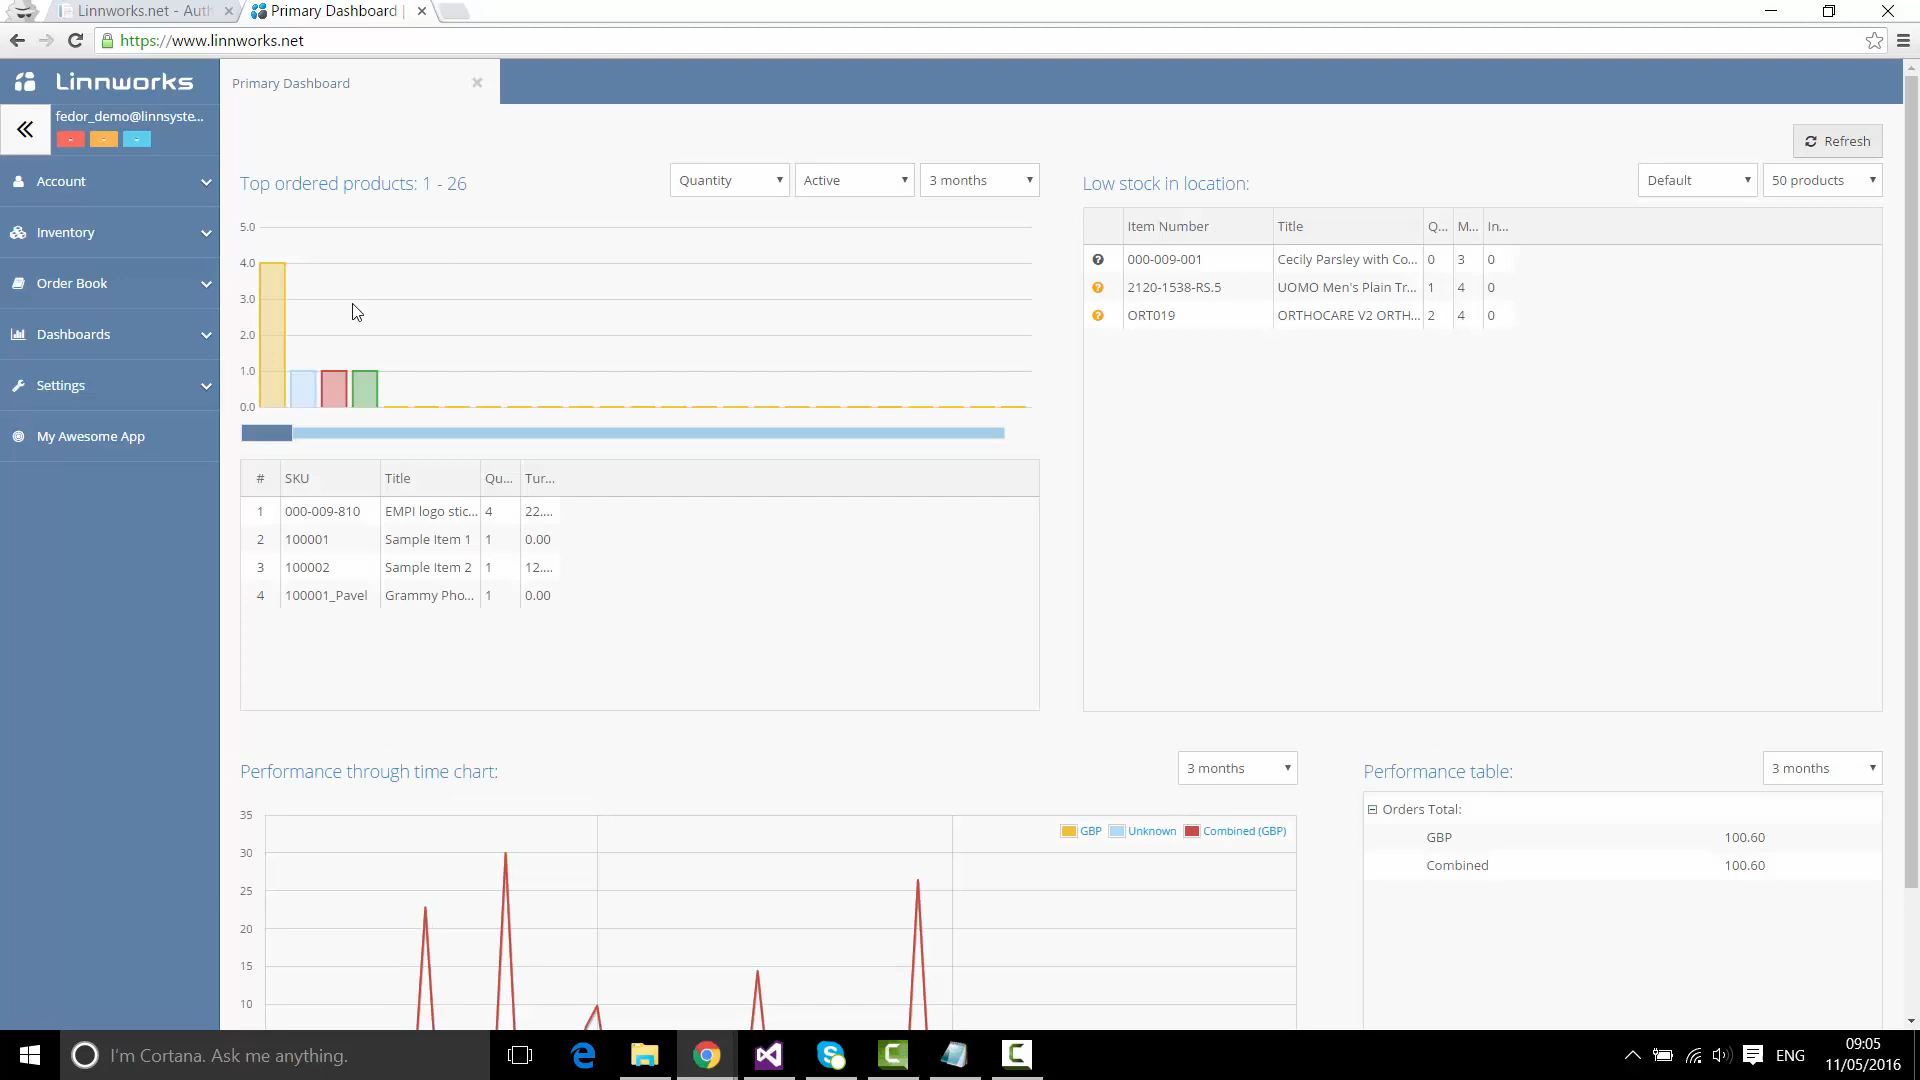 Linnworks.net - Auth
Primary Dashboard
https://www.linnworks.net
Linnworks
Primary Dashboard
fedor_demo@linnsyste...
Refresh
Account
Inventory
Order Book
Dashboards
Settings
My Awesome App
Top ordered products: 1 - 26
Quantity
Active
3 months
5.0
4.0
3.0
2.0
1.0
0.0
# SKU Title Qu... Tur...
1 000-009-810 EMPI logo stic... 4 22....
2 100001 Sample Item 1 1 0.00
3 100002 Sample Item 2 1 12....
4 100001_Pavel Grammy Pho... 1 0.00
Low stock in location:
Default
50 products
Item Number Title Q... M... In...
000-009-001 Cecily Parsley with Co... 0 3 0
2120-1538-RS.5 UOMO Men's Plain Tr... 1 4 0
ORT019 ORTHOCARE V2 ORTH... 2 4 0
Performance through time chart:
3 months
35
30
25
20
15
10
GBP Unknown Combined (GBP)
Performance table:
3 months
Orders Total:
GBP 100.60
Combined 100.60
I'm Cortana. Ask me anything.
ENG
09:05
11/05/2016